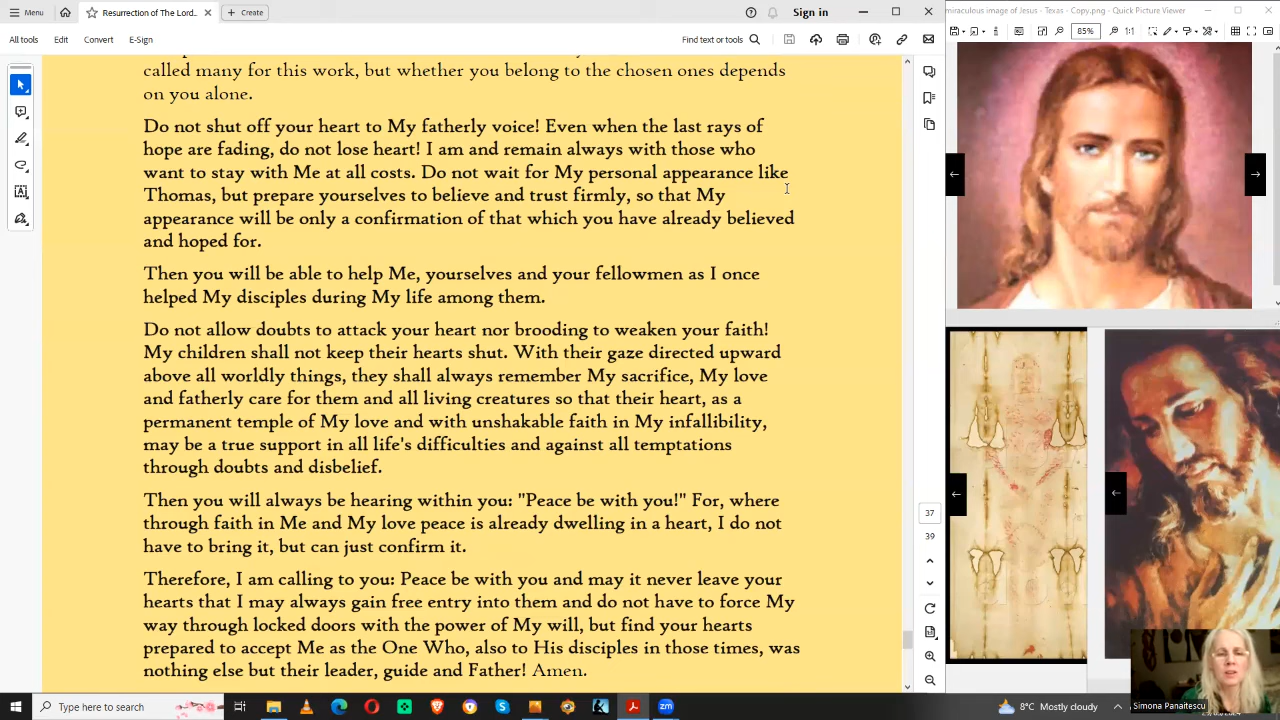 Menu
Resurrection of The Lord...
Create
Sign in
All tools
Edit
Convert
E-Sign
Find text or tools
called many for this work, but whether you belong to the chosen ones depends
on you alone.
Do not shut off your heart to My fatherly voice! Even when the last rays of
hope are fading, do not lose heart! I am and remain always with those who
want to stay with Me at all costs. Do not wait for My personal appearance like
Thomas, but prepare yourselves to believe and trust firmly, so that My
appearance will be only a confirmation of that which you have already believed
and hoped for.
Then you will be able to help Me, yourselves and your fellowmen as I once
helped My disciples during My life among them.
Do not allow doubts to attack your heart nor brooding to weaken your faith!
My children shall not keep their hearts shut. With their gaze directed upward
above all worldly things, they shall always remember My sacrifice, My love
and fatherly care for them and all living creatures so that their heart, as a
permanent temple of My love and with unshakable faith in My infallibility,
may be a true support in all life's difficulties and against all temptations
through doubts and disbelief.
Then you will always be hearing within you: "Peace be with you!" For, where
through faith in Me and My love peace is already dwelling in a heart, I do not
have to bring it, but can just confirm it.
Therefore, I am calling to you: Peace be with you and may it never leave your
hearts that I may always gain free entry into them and do not have to force My
way through locked doors with the power of My will, but find your hearts
prepared to accept Me as the One Who, also to His disciples in those times, was
nothing else but their leader, guide and Father! Amen.
37
39
miraculous image of Jesus - Texas - Copy.png - Quick Picture Viewer
85%
1:1
Type here to search
8°C Mostly cloudy
Simona Panaitescu